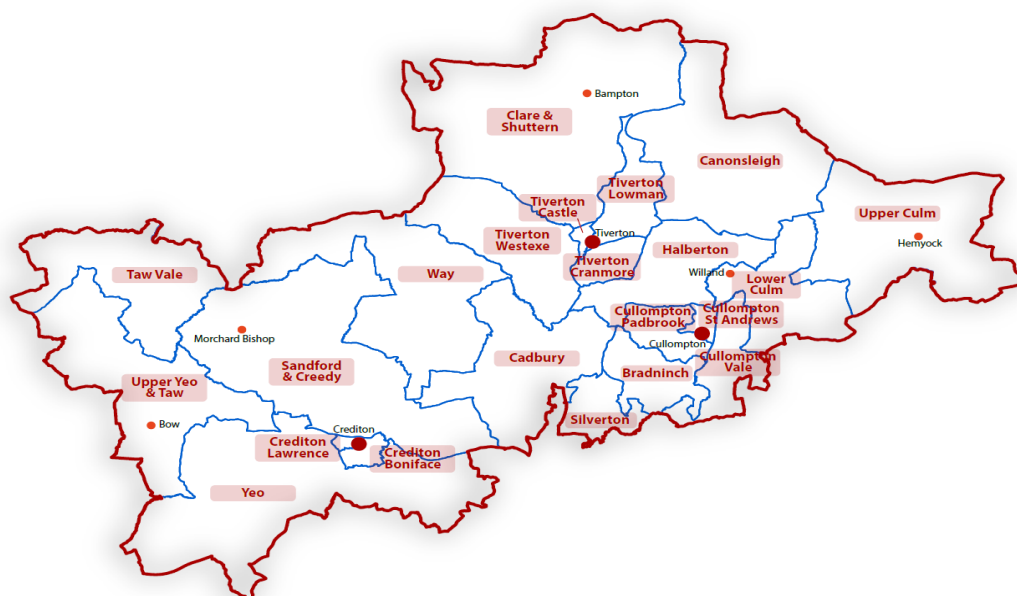 Bampton
Clare &
Shuttern
Canonsleigh
Tiverton
Lowman
Tiverton
Castle
Upper Culm
Tiverton
Westexe
Tiverton
Hemyock
Halberton
Tiverton
Cranmore
Taw Vale
Way
Willand
Lower
Culm
Cullompton
Padbrook
Cullompton
St Andrews
Morchard Bishop
Cullompton
Cadbury
Cullompton
Vale
Sandford
& Creedy
Bradninch
Upper Yeo
& Taw
Silverton
Bow
Crediton
Crediton
Lawrence
Crediton
Boniface
Yeo